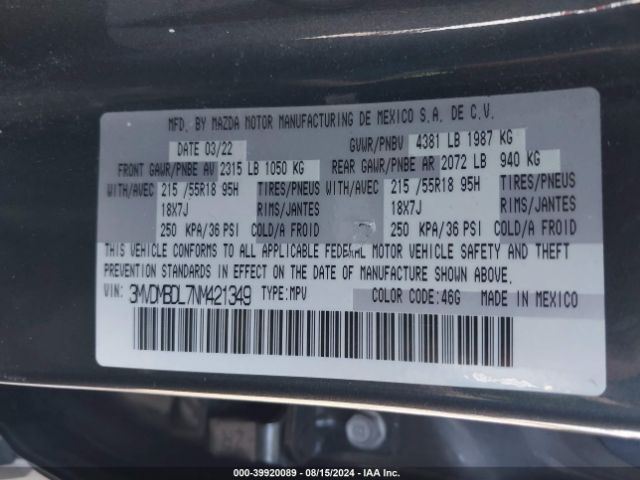 MFD. BY MAZDA MOTOR MANUFACTURING DE MEXICO S.A. DE C.V.
DATE 03/22 GVWR/PNBV 4381 LB 1987 KG
FRONT GAWR/PNBE AV 2315 LB 1050 KG REAR GAWR/PNBE AR 2072 LB 940 KG
WITH/AVEC 215 /55R18 95H TIRES/PNEUS WITH/AVEC 215 /55R18 95H TIRES/PNEUS
18X7J RIMS/JANTES 18X7J RIMS/JANTES
250 KPA/36 PSI COLD/A FROID 250 KPA/36 PSI COLD/A FROID
THIS VEHICLE CONFORMS TO ALL APPLICABLE FEDERAL MOTOR VEHICLE SAFETY AND THEFT
PREVENTION STANDARDS IN EFFECT ON THE DATE OF MANUFACTURE SHOWN ABOVE.
VIN: 3MVDMBDL7NM421349 TYPE:MPV COLOR CODE:46G MADE IN MEXICO
000-39920089 - 08/15/2024 - IAA Inc.